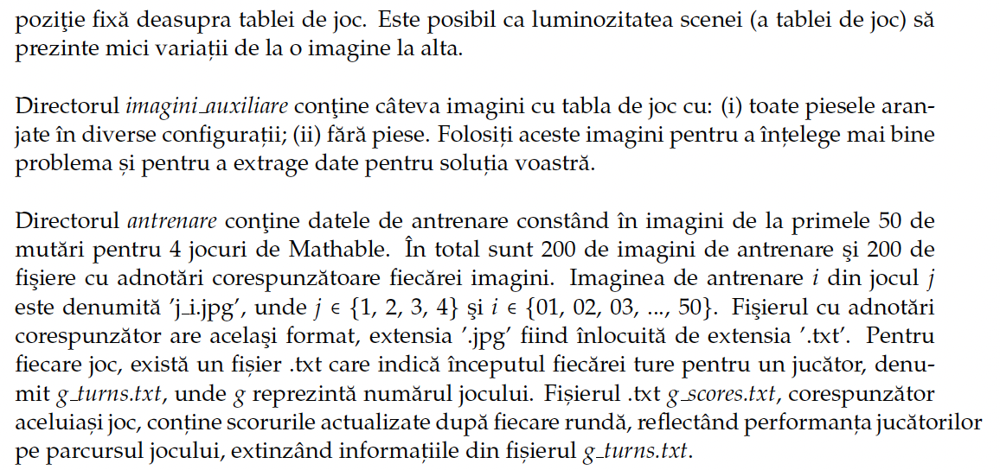 poziţie fixă deasupra tablei de joc. Este posibil ca luminozitatea scenei (a tablei de joc) să
prezinte mici variații de la o imagine la alta.
Directorul imagini_auxiliare conţine câteva imagini cu tabla de joc cu: (i) toate piesele aran-
jate în diverse configurații; (ii) fără piese. Folosiți aceste imagini pentru a înțelege mai bine
problema și pentru a extrage date pentru soluția voastră.
Directorul antrenare conţine datele de antrenare constând în imagini de la primele 50 de
mutări pentru 4 jocuri de Mathable. În total sunt 200 de imagini de antrenare şi 200 de
fişiere cu adnotări corespunzătoare fiecărei imagini. Imaginea de antrenare i din jocul j
este denumită ’j_i.jpg’, unde j ∈ {1, 2, 3, 4} şi i ∈ {01, 02, 03, ..., 50}. Fişierul cu adnotări
corespunzător are acelaşi format, extensia ’.jpg’ fiind înlocuită de extensia ’.txt’. Pentru
fiecare joc, există un fișier .txt care indică începutul fiecărei ture pentru un jucător, denu-
mit g_turns.txt, unde g reprezintă numărul jocului. Fișierul .txt g_scores.txt, corespunzător
aceluiași joc, conține scorurile actualizate după fiecare rundă, reflectând performanța jucătorilor
pe parcursul jocului, extinzând informațiile din fișierul g_turns.txt.